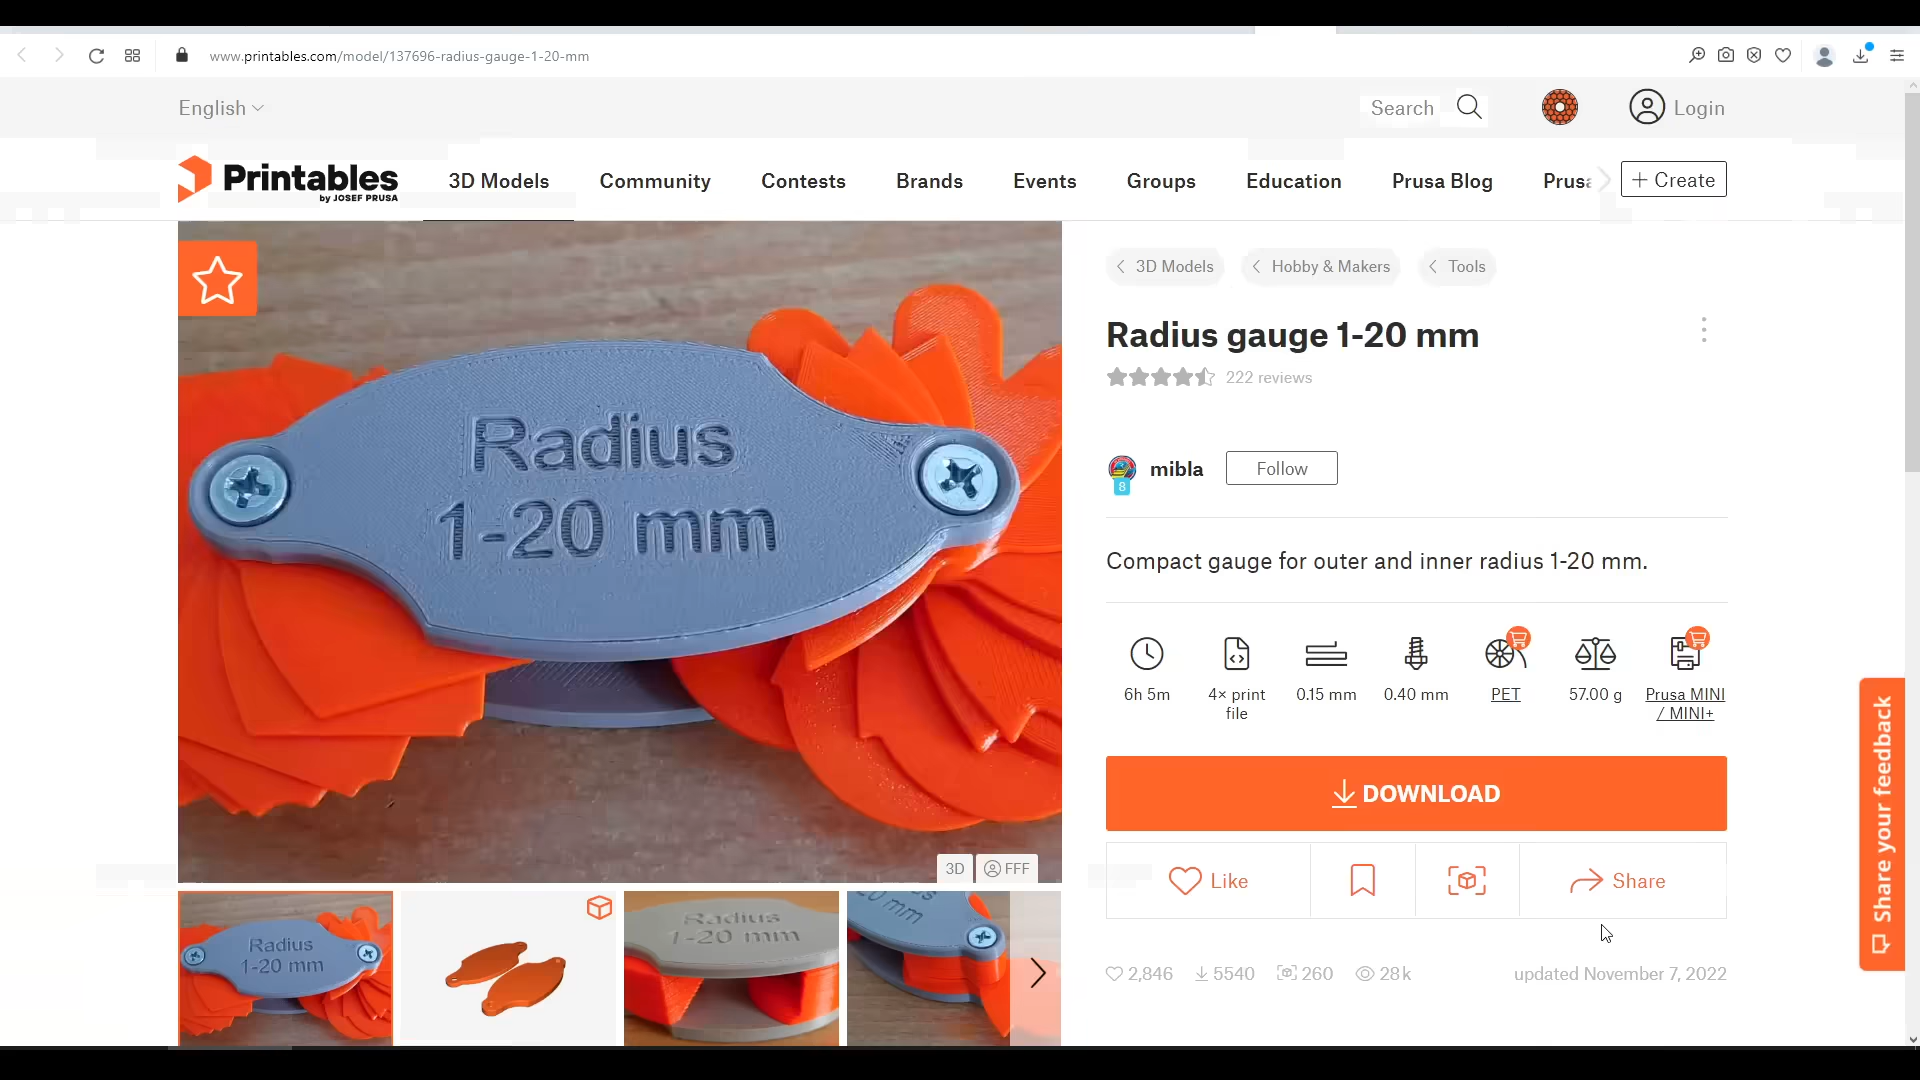 www.printables.com/model/137696-radius-gauge-1-20-mm
English
Search
Login
Printables
by JOSEF PRUSA
3D Models
Community
Contests
Brands
Events
Groups
Education
Prusa Blog
Prusa
+ Create
3D Models
Hobby & Makers
Tools
Radius gauge 1-20 mm
222 reviews
8
mibla
Follow
Compact gauge for outer and inner radius 1-20 mm.
6h 5m
4× print file
0.15 mm
0.40 mm
PET
57.00 g
Prusa MINI / MINI+
DOWNLOAD
Like
Share
2,846
5540
260
28k
updated November 7, 2022
Share your feedback
Radius
1-20 mm
3D
FFF
Radius
1-20 mm
Radius
1-20 mm
20 mm